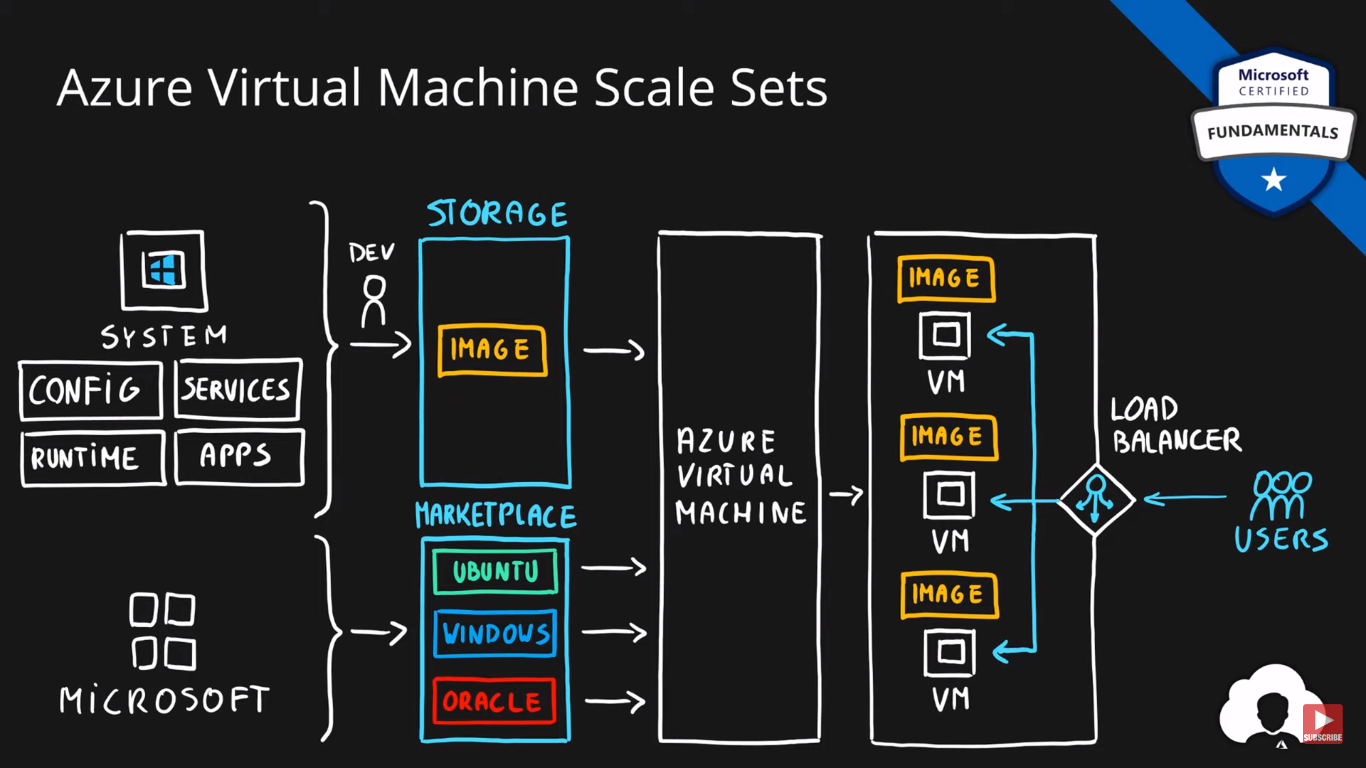 Azure Virtual Machine Scale Sets
Microsoft
CERTIFIED
FUNDAMENTALS
SYSTEM
CONFIG
SERVICES
RUNTIME
APPS
MICROSOFT
DEV
STORAGE
IMAGE
MARKETPLACE
UBUNTU
WINDOWS
ORACLE
AZURE
VIRTUAL
MACHINE
IMAGE
VM
IMAGE
VM
IMAGE
VM
LOAD
BALANCER
USERS
SUBSCRIBE